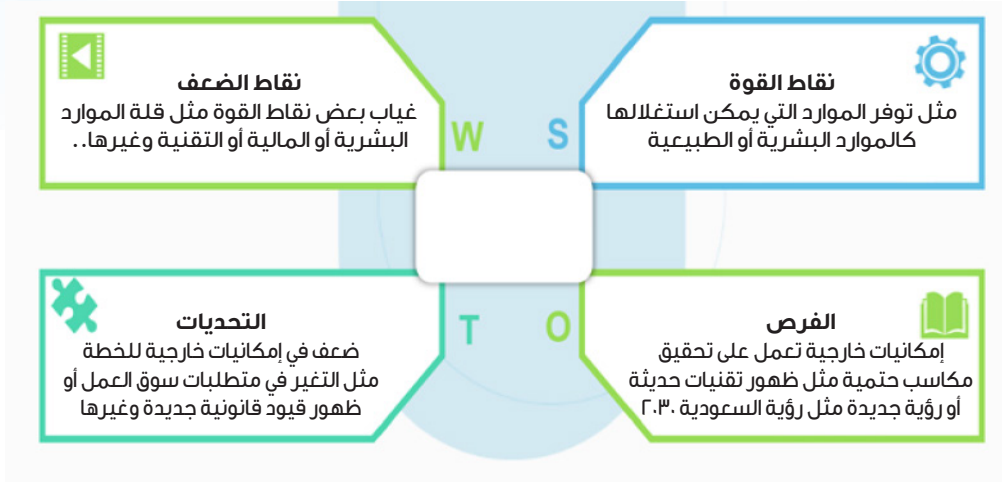 نقاط القوة
مثل توفر الموارد التي يمكن استغلالها
كالموارد البشرية أو الطبيعية
S
نقاط الضعف
غياب بعض نقاط القوة مثل قلة الموارد
البشرية أو المالية أو التقنية وغيرها..
W
الفرص
إمكانيات خارجية تعمل على تحقيق
مكاسب حتمية مثل ظهور تقنيات حديثة
أو رؤية جديدة مثل رؤية السعودية ٢٠٣٠
O
التحديات
ضعف في إمكانيات خارجية للخطة
مثل التغير في متطلبات سوق العمل أو
ظهور قيود قانونية جديدة وغيرها
T